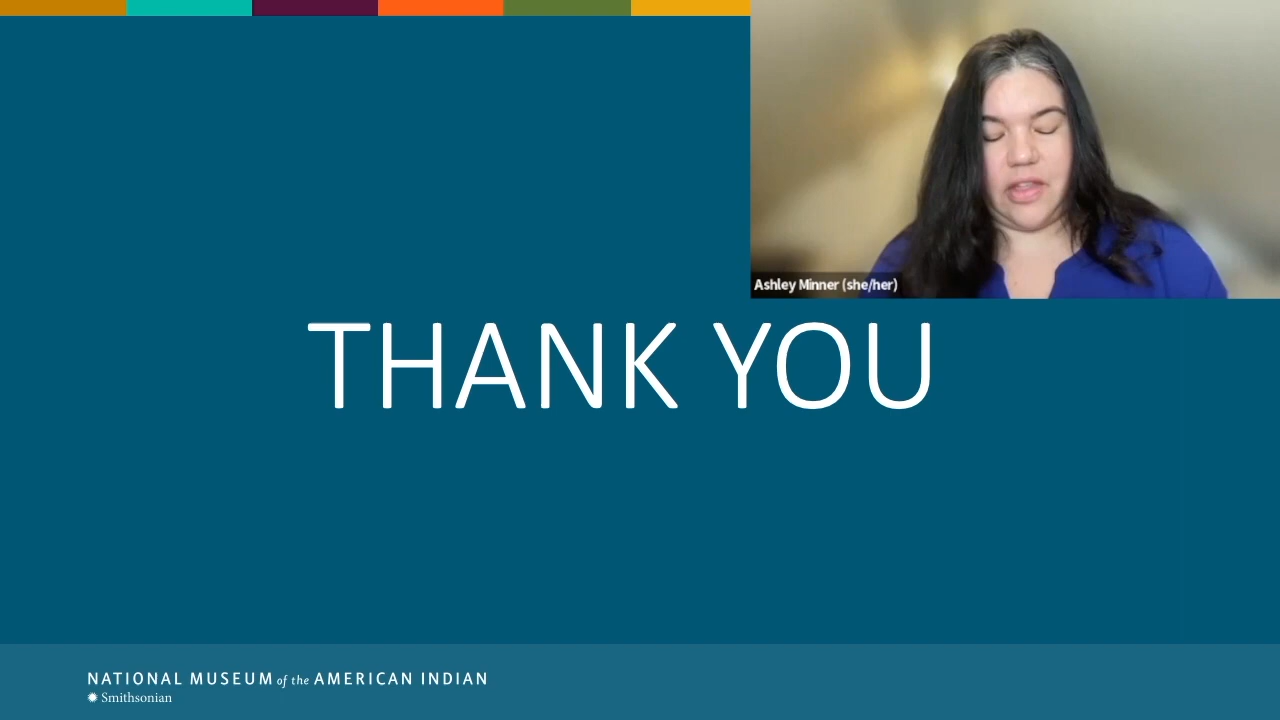 Ashley Minner (she/her)
THANK YOU
NATIONAL MUSEUM of the AMERICAN INDIAN
Smithsonian